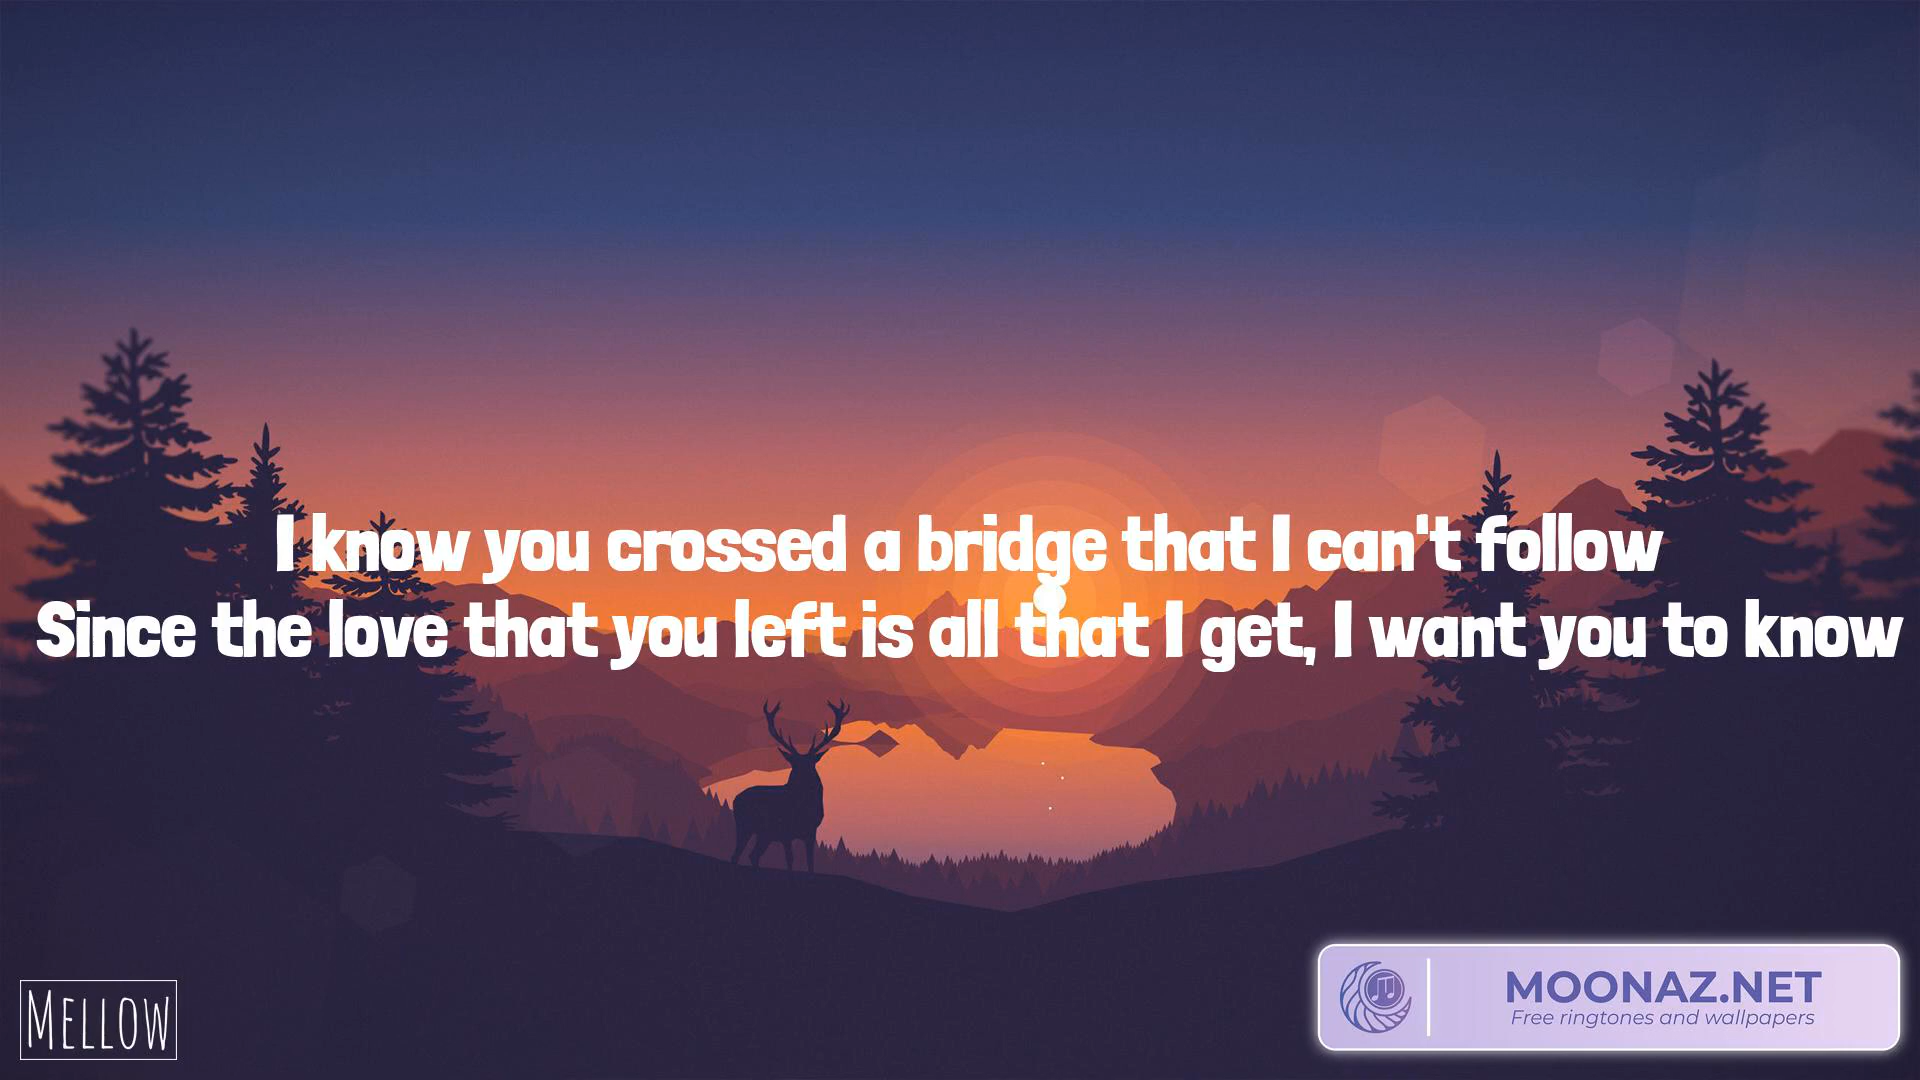 I know you crossed a bridge that I can't follow
Since the love that you left is all that I get, I want you to know
MELLOW
MOONAZ.NET
Free ringtones and wallpapers